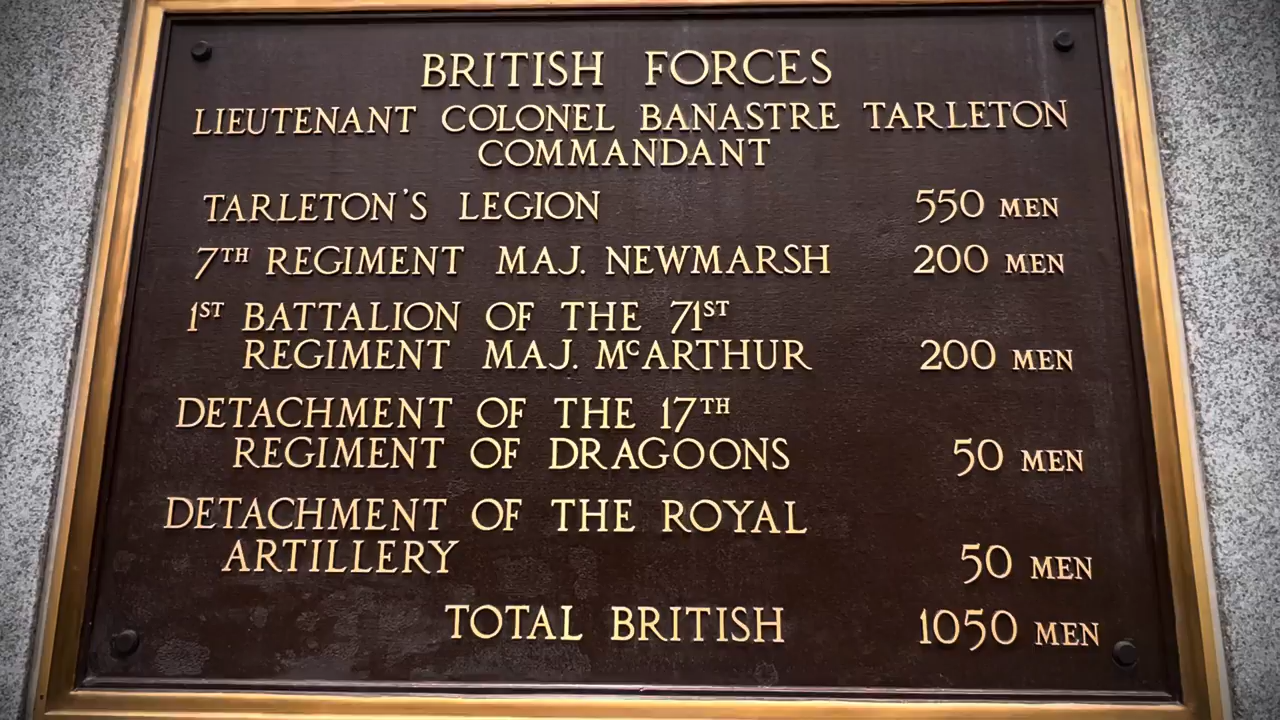 BRITISH FORCES
LIEUTENANT COLONEL BANASTRE TARLETON
COMMANDANT
TARLETON'S LEGION 550 MEN
7TH REGIMENT MAJ. NEWMARSH 200 MEN
1ST BATTALION OF THE 71ST
REGIMENT MAJ. McARTHUR 200 MEN
DETACHMENT OF THE 17TH
REGIMENT OF DRAGOONS 50 MEN
DETACHMENT OF THE ROYAL
ARTILLERY 50 MEN
TOTAL BRITISH 1050 MEN